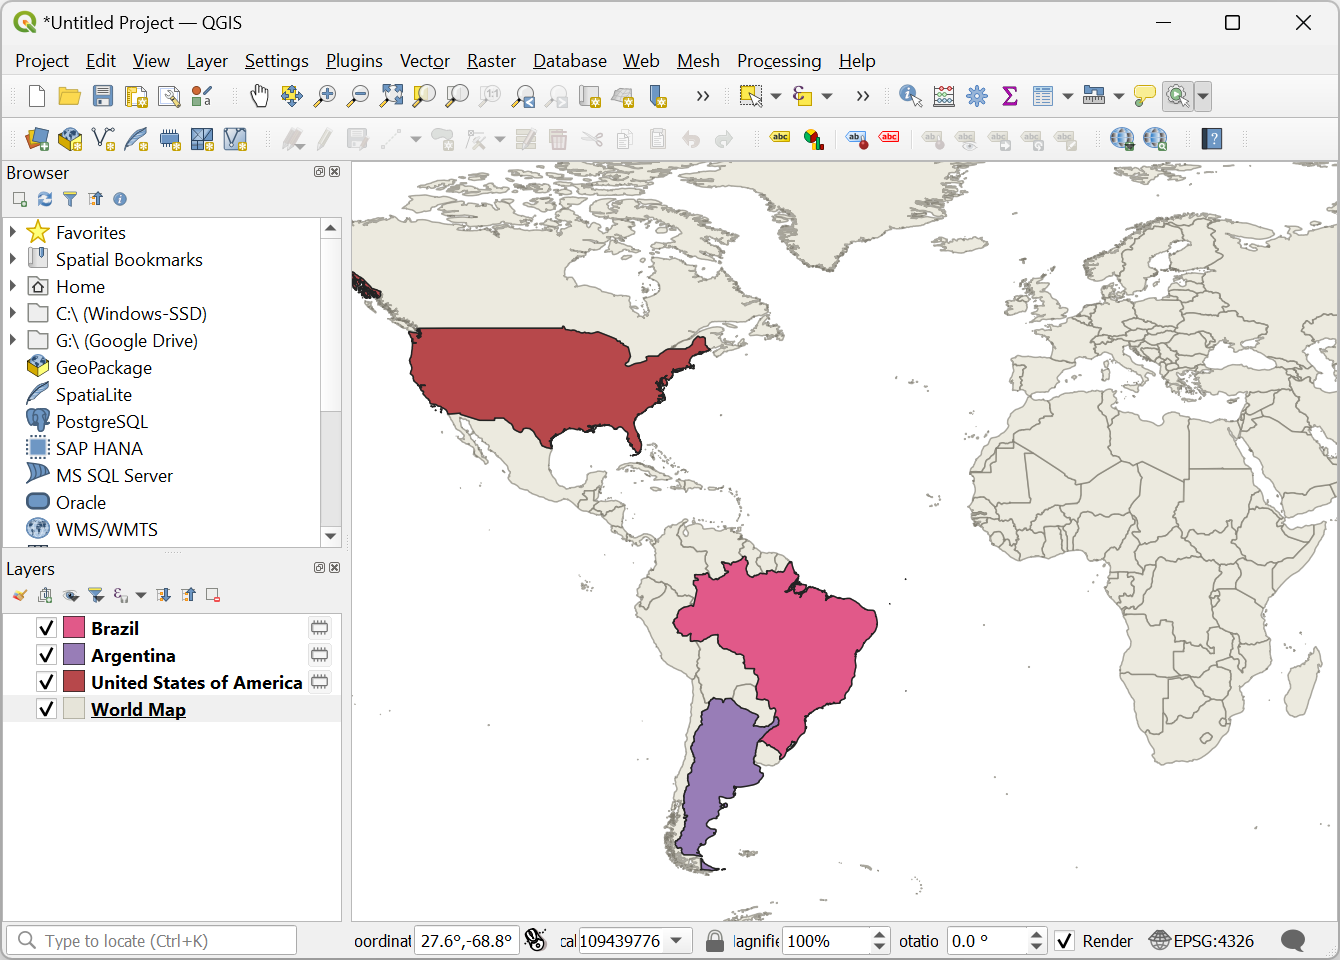 *Untitled Project — QGIS
Project Edit View Layer Settings Plugins Vector Raster Database Web Mesh Processing Help
Browser
Favorites
Spatial Bookmarks
Home
C:\ (Windows-SSD)
G:\ (Google Drive)
GeoPackage
SpatiaLite
PostgreSQL
SAP HANA
MS SQL Server
Oracle
WMS/WMTS
Layers
Brazil
Argentina
United States of America
World Map
Type to locate (Ctrl+K) oordinat 27.6°,-68.8° cal 109439776 lagnifie 100% otatio 0.0 ° Render EPSG:4326